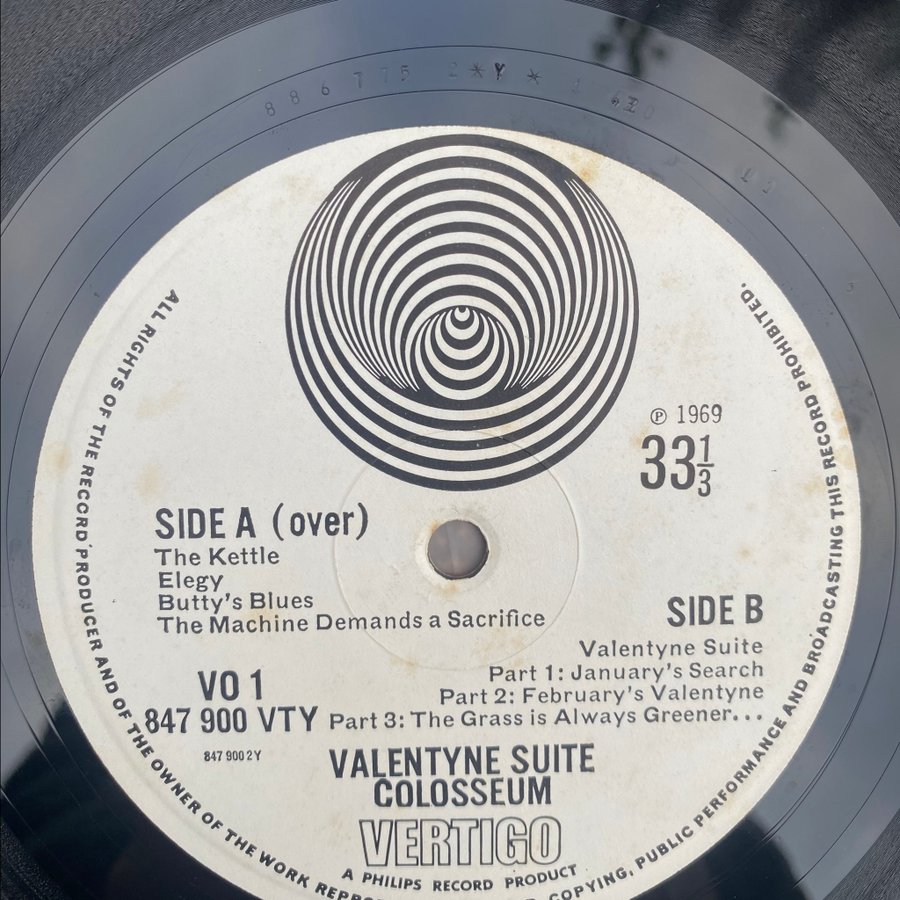 ALL RIGHTS OF THE RECORD PRODUCER AND OF THE OWNER OF THE WORK
COPYING, PUBLIC PERFORMANCE AND BROADCASTING THIS RECORD PROHIBITED.
℗ 1969
33 1/3
SIDE A (over)
The Kettle
Elegy
Butty's Blues
The Machine Demands a Sacrifice
SIDE B
Valentyne Suite
Part 1: January's Search
Part 2: February's Valentyne
Part 3: The Grass is Always Greener...
VO 1
847 900 VTY
847 900 2Y
VALENTYNE SUITE
COLOSSEUM
VERTIGO
A PHILIPS RECORD PRODUCT